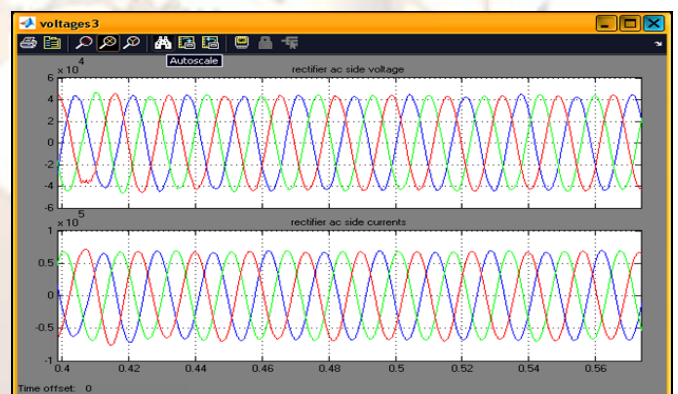 voltages3
Autoscale
x 10^4
rectifier ac side voltage
6
4
2
0
-2
-4
-6
x 10^5
rectifier ac side currents
1
0.5
0
-0.5
-1
0.4 0.42 0.44 0.46 0.48 0.5 0.52 0.54 0.56
Time offset: 0